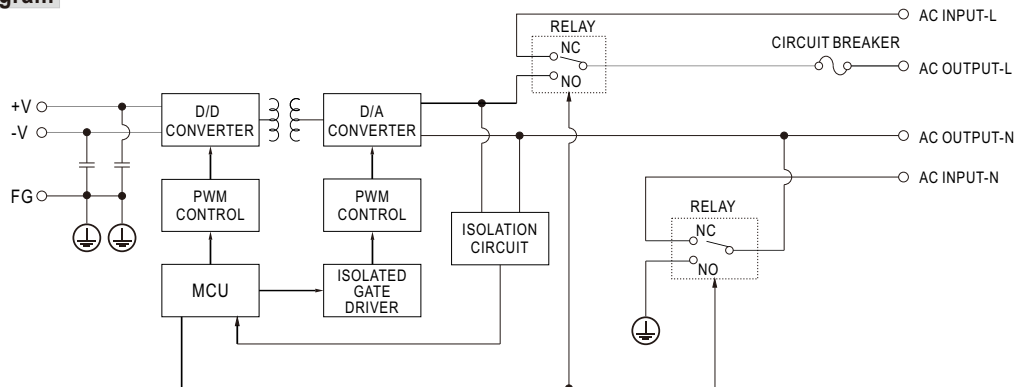 AC INPUT-L
RELAY
NC
NO
CIRCUIT BREAKER
AC OUTPUT-L
+V
-V
FG
D/D
CONVERTER
D/A
CONVERTER
AC OUTPUT-N
AC INPUT-N
PWM
CONTROL
PWM
CONTROL
ISOLATION
CIRCUIT
RELAY
NC
NO
MCU
ISOLATED
GATE
DRIVER